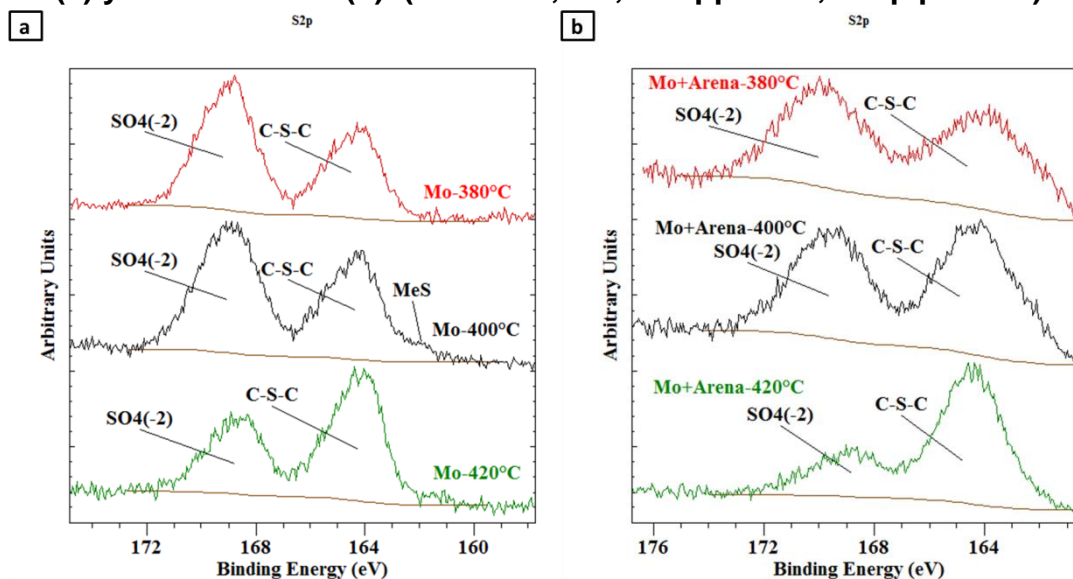 a
S2p
SO4(-2)
C-S-C
Mo-380°C
SO4(-2)
C-S-C
MeS
Mo-400°C
SO4(-2)
C-S-C
Mo-420°C
Arbitrary Units
172
168
164
160
Binding Energy (eV)
b
S2p
Mo+Arena-380°C
SO4(-2)
C-S-C
Mo+Arena-400°C
SO4(-2)
C-S-C
Mo+Arena-420°C
SO4(-2)
C-S-C
Arbitrary Units
176
172
168
164
Binding Energy (eV)